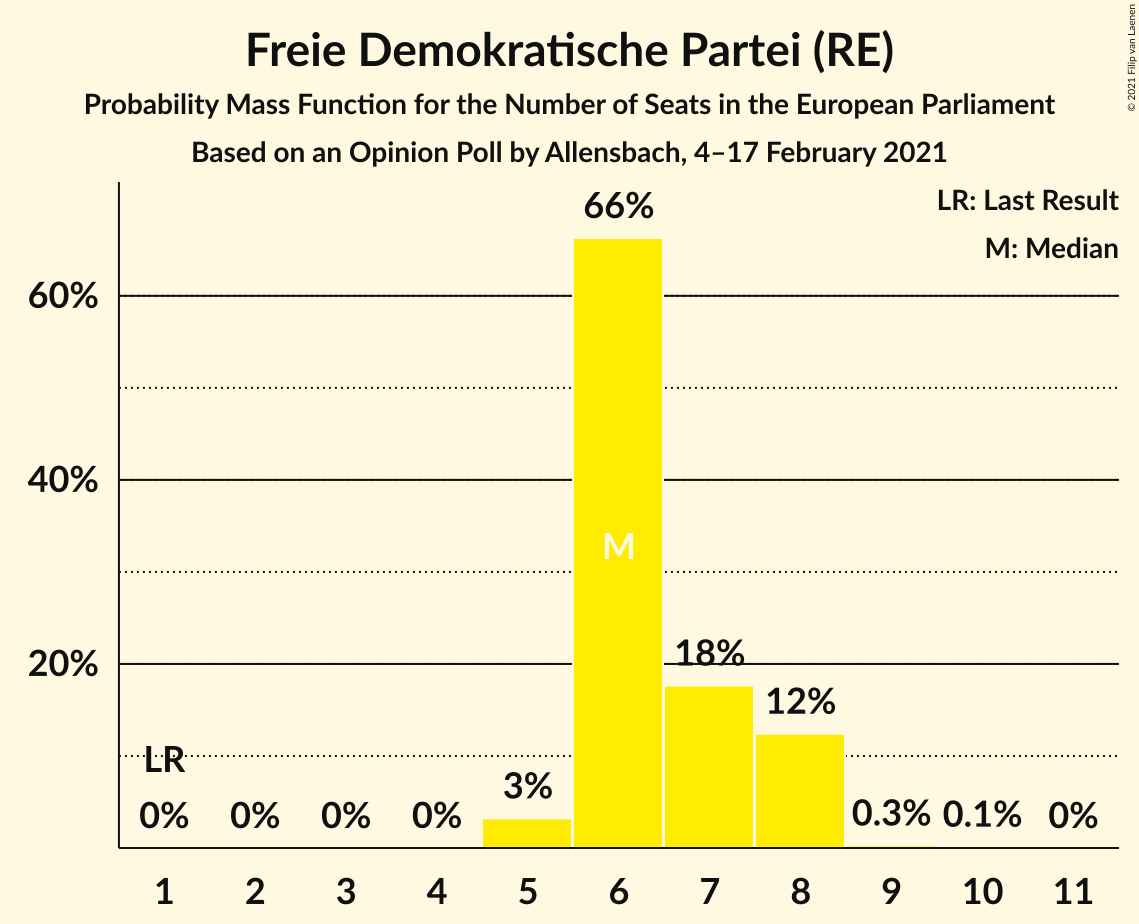 Freie Demokratische Partei (RE)
Probability Mass Function for the Number of Seats in the European Parliament
Based on an Opinion Poll by Allensbach, 4–17 February 2021
© 2021 Filip van Laenen
LR: Last Result
M: Median
66%
60%
40%
M
20%
18%
12%
LR
3%
0%
0%
0%
0%
0.3%
0.1%
0%
1 2 3 4 5 6 7 8 9 10 11